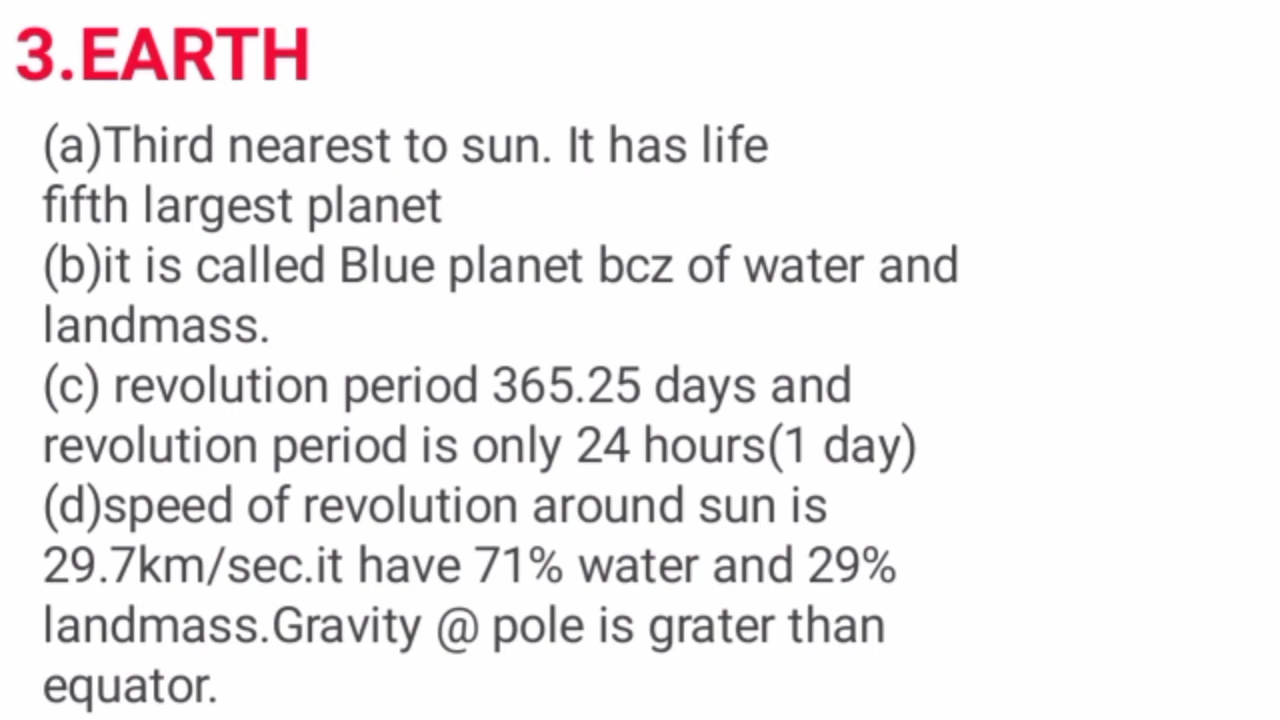 3.EARTH
(a)Third nearest to sun. It has life
fifth largest planet
(b)it is called Blue planet bcz of water and
landmass.
(c) revolution period 365.25 days and
revolution period is only 24 hours(1 day)
(d)speed of revolution around sun is
29.7km/sec.it have 71% water and 29%
landmass.Gravity @ pole is grater than
equator.